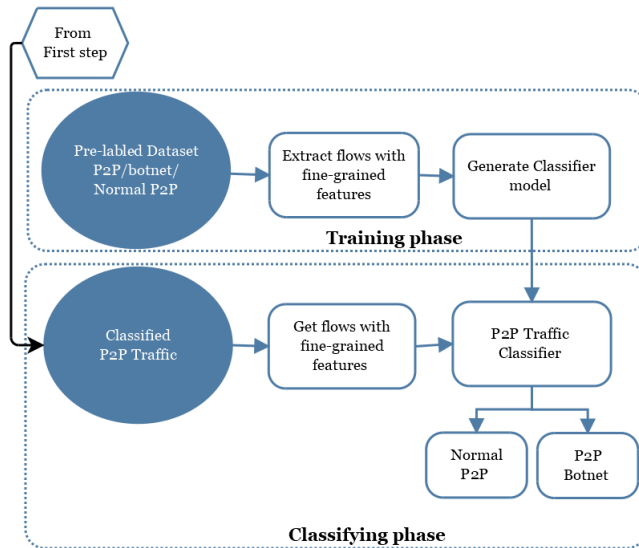 From
First step
Pre-labled Dataset
P2P/botnet/
Normal P2P
Extract flows with
fine-grained
features
Generate Classifier
model
Training phase
Classified
P2P Traffic
Get flows with
fine-grained
features
P2P Traffic
Classifier
Normal
P2P
P2P
Botnet
Classifying phase